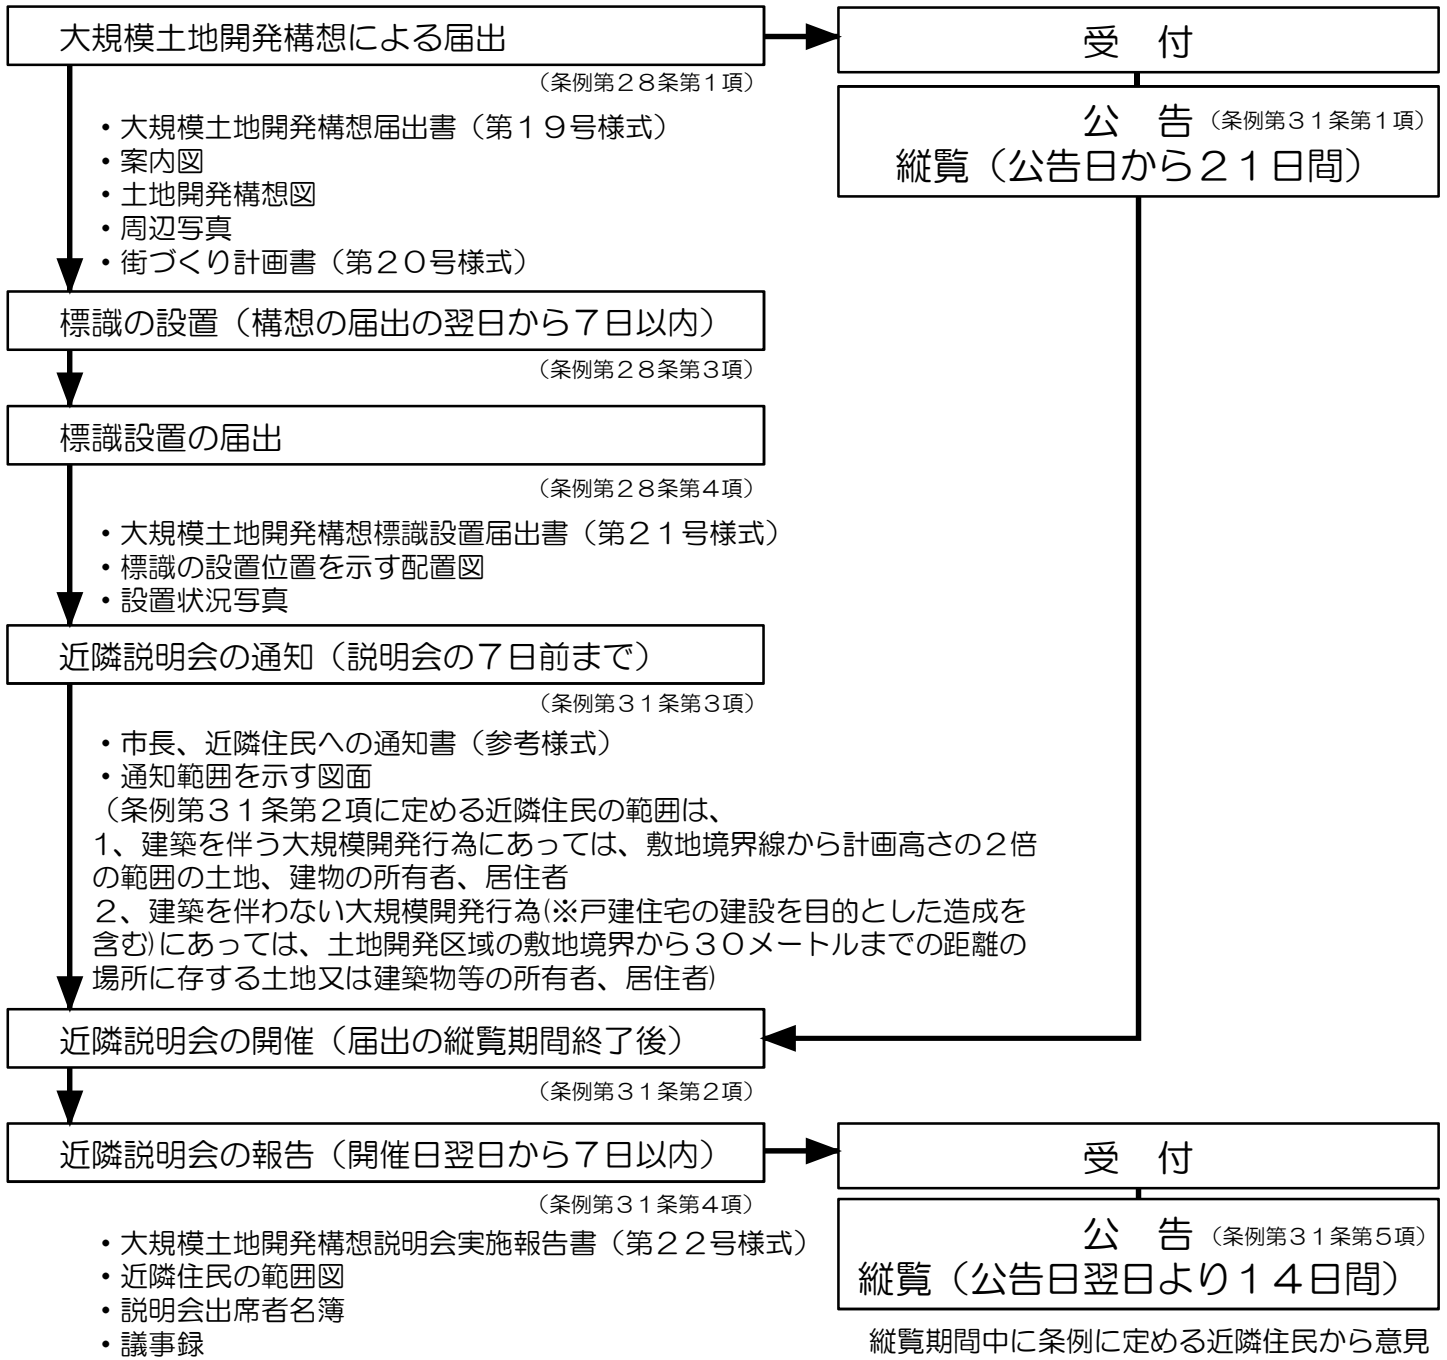 大規模土地開発構想による届出
(条例第28条第1項)
・大規模土地開発構想届出書(第19号様式)
・案内図
・土地開発構想図
・周辺写真
・街づくり計画書(第20号様式)
受 付
公 告(条例第31条第1項)
縦覧(公告日から21日間)
標識の設置(構想の届出の翌日から7日以内)
(条例第28条第3項)
標識設置の届出
(条例第28条第4項)
・大規模土地開発構想標識設置届出書(第21号様式)
・標識の設置位置を示す配置図
・設置状況写真
近隣説明会の通知(説明会の7日前まで)
(条例第31条第3項)
・市長、近隣住民への通知書(参考様式)
・通知範囲を示す図面
(条例第31条第2項に定める近隣住民の範囲は、
1、建築を伴う大規模開発行為にあっては、敷地境界線から計画高さの2倍
の範囲の土地、建物の所有者、居住者
2、建築を伴わない大規模開発行為(※戸建住宅の建設を目的とした造成を
含む)にあっては、土地開発区域の敷地境界から30メートルまでの距離の
場所に存する土地又は建築物等の所有者、居住者)
近隣説明会の開催(届出の縦覧期間終了後)
(条例第31条第2項)
近隣説明会の報告(開催日翌日から7日以内)
(条例第31条第4項)
・大規模土地開発構想説明会実施報告書(第22号様式)
・近隣住民の範囲図
・説明会出席者名簿
・議事録
受 付
公 告(条例第31条第5項)
縦覧(公告日翌日より14日間)
縦覧期間中に条例に定める近隣住民から意見